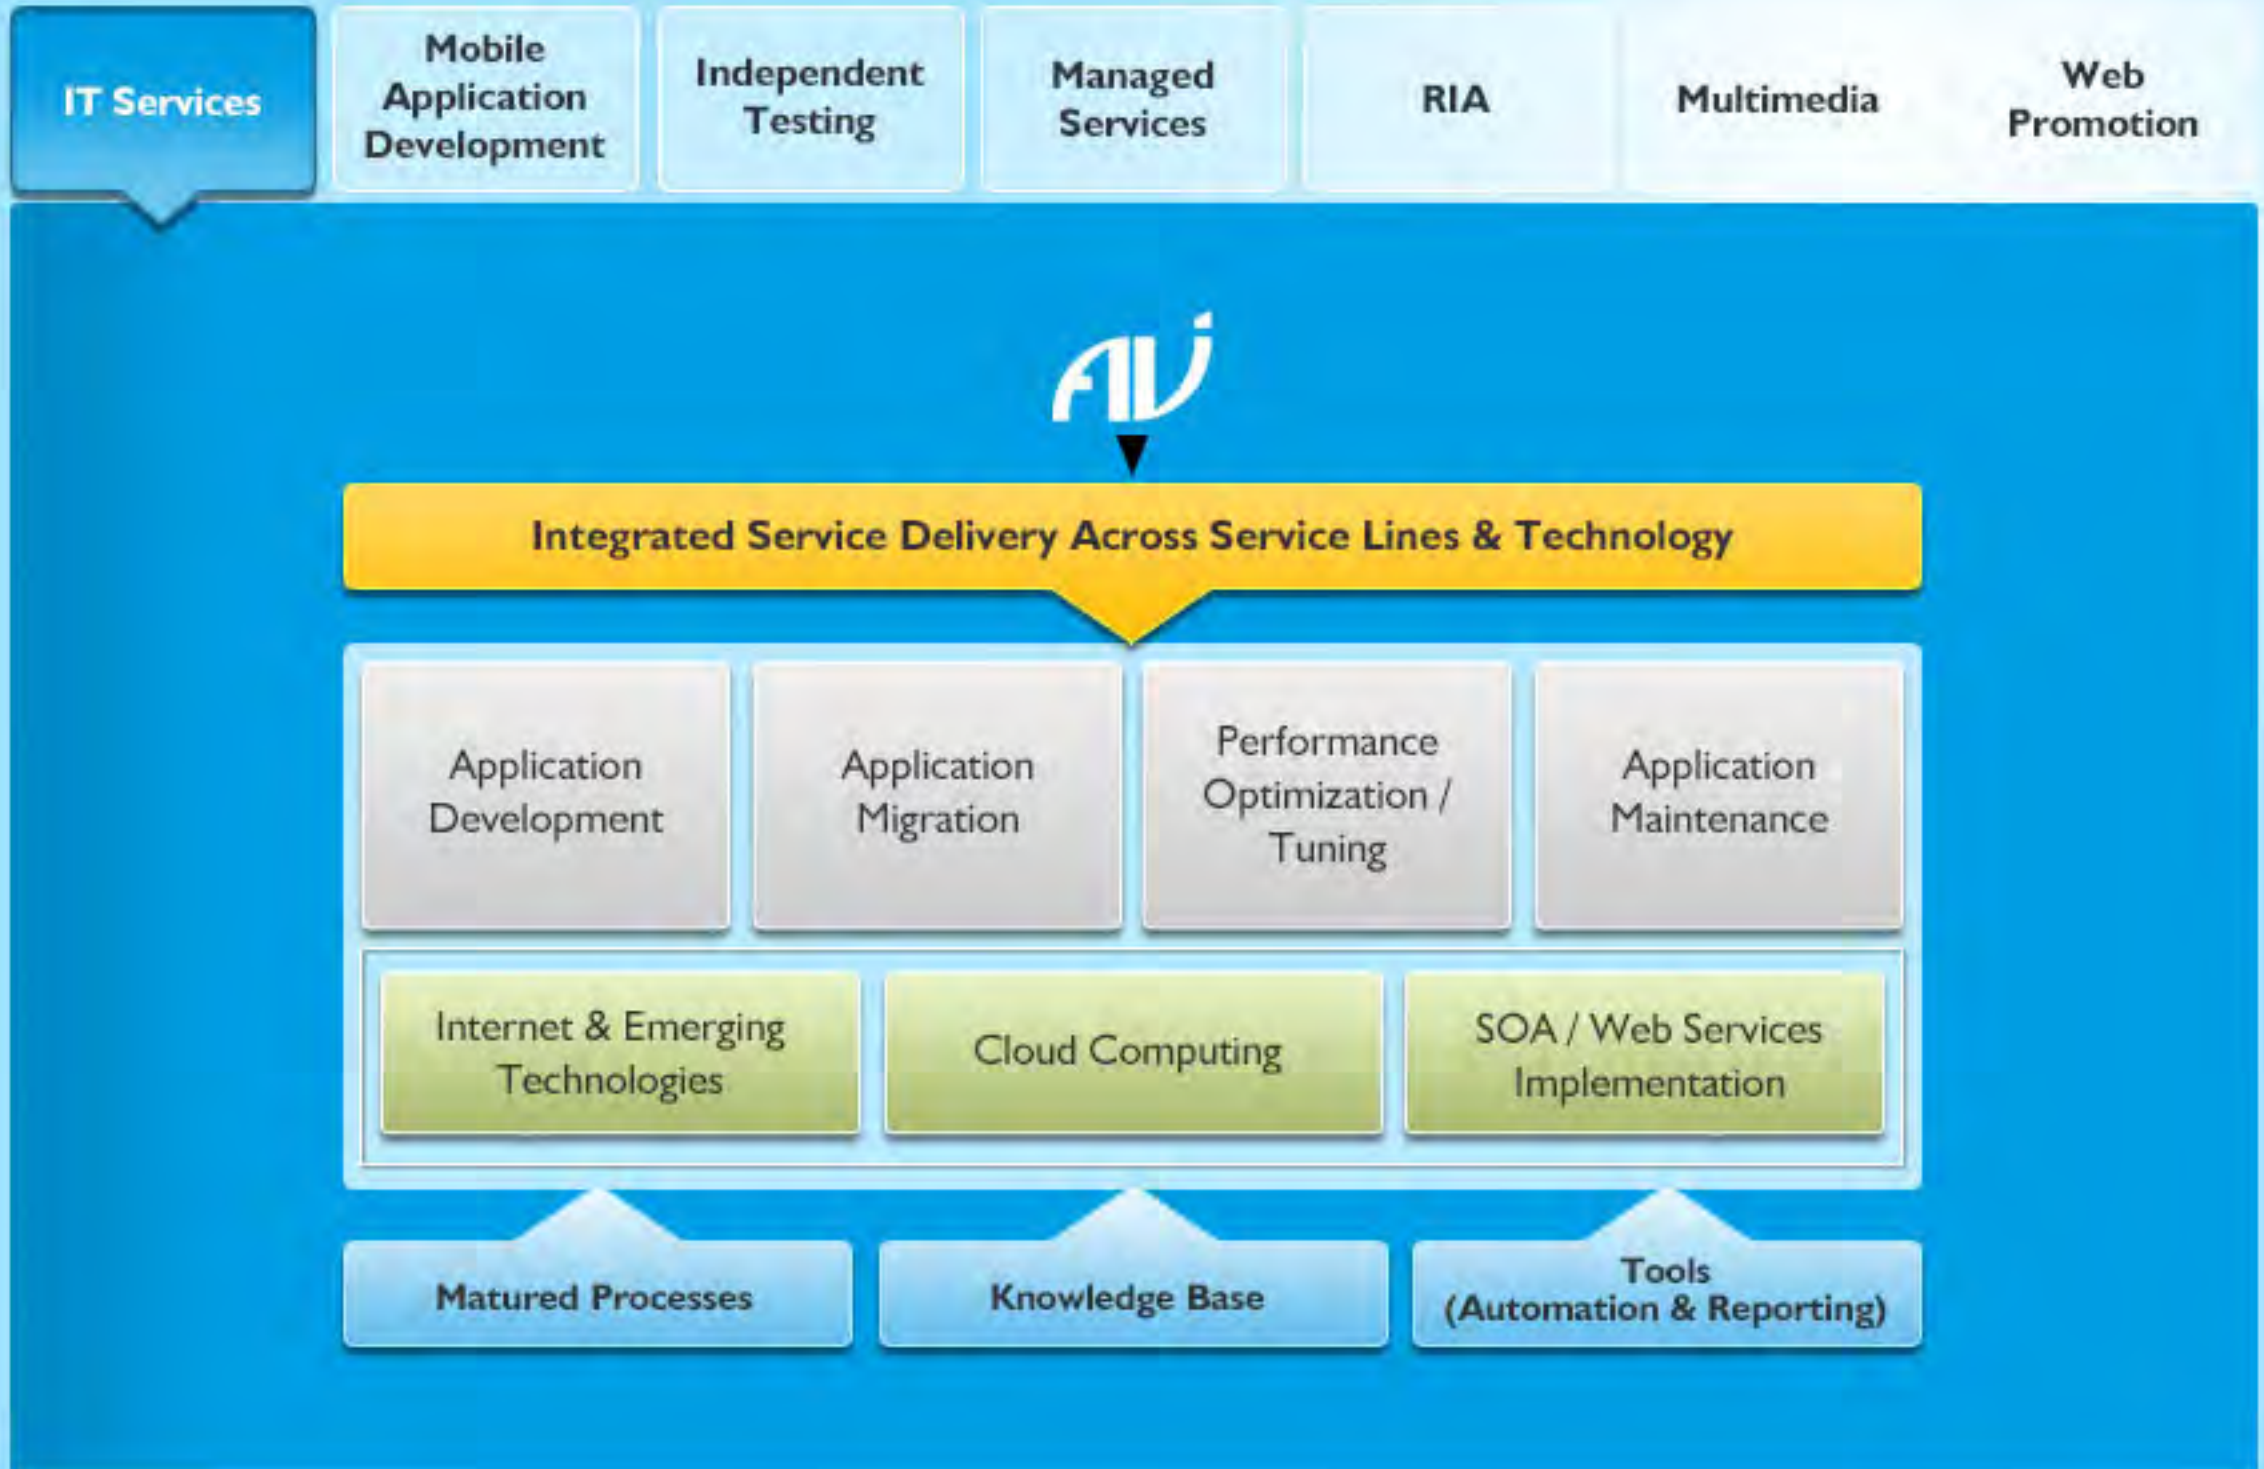 IT Services
Mobile
Application
Development
Independent
Testing
Managed
Services
RIA
Multimedia
Web
Promotion
AVI
Integrated Service Delivery Across Service Lines & Technology
Application
Development
Application
Migration
Performance
Optimization /
Tuning
Application
Maintenance
Internet & Emerging
Technologies
Cloud Computing
SOA / Web Services
Implementation
Matured Processes
Knowledge Base
Tools
(Automation & Reporting)